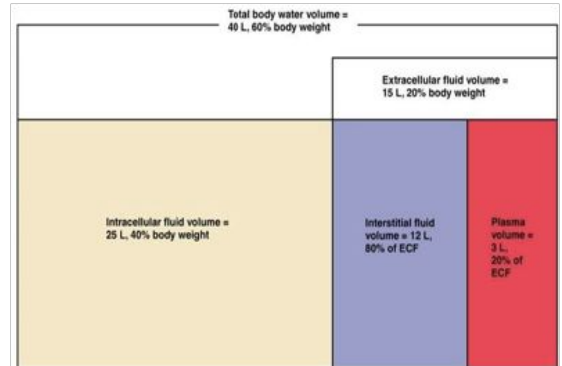 Total body water volume =
40 L, 60% body weight
Extracellular fluid volume =
15 L, 20% body weight
Intracellular fluid volume =
25 L, 40% body weight
Interstitial fluid
volume = 12 L,
80% of ECF
Plasma
volume =
3 L,
20% of
ECF